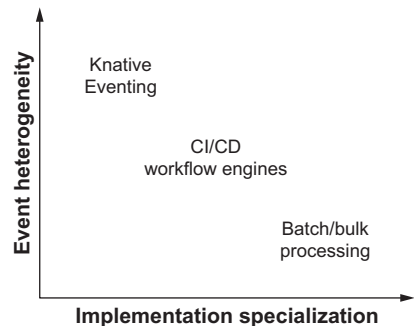 Event heterogeneity
Knative
Eventing
CI/CD
workflow engines
Batch/bulk
processing
Implementation specialization